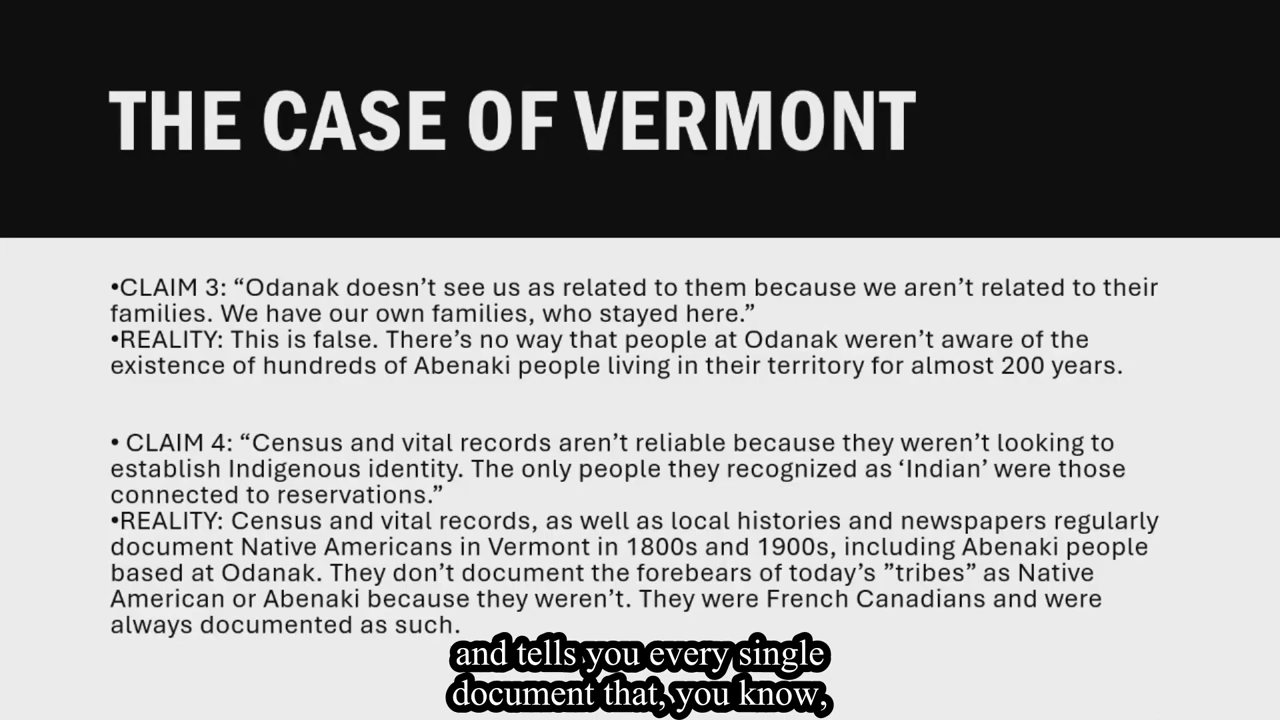 THE CASE OF VERMONT
•CLAIM 3: “Odanak doesn’t see us as related to them because we aren’t related to their
families. We have our own families, who stayed here.”
•REALITY: This is false. There’s no way that people at Odanak weren’t aware of the
existence of hundreds of Abenaki people living in their territory for almost 200 years.
• CLAIM 4: “Census and vital records aren’t reliable because they weren’t looking to
establish Indigenous identity. The only people they recognized as ‘Indian’ were those
connected to reservations.”
•REALITY: Census and vital records, as well as local histories and newspapers regularly
document Native Americans in Vermont in 1800s and 1900s, including Abenaki people
based at Odanak. They don’t document the forebears of today’s ”tribes” as Native
American or Abenaki because they weren’t. They were French Canadians and were
always documented as such.
and tells you every single
document that, you know,